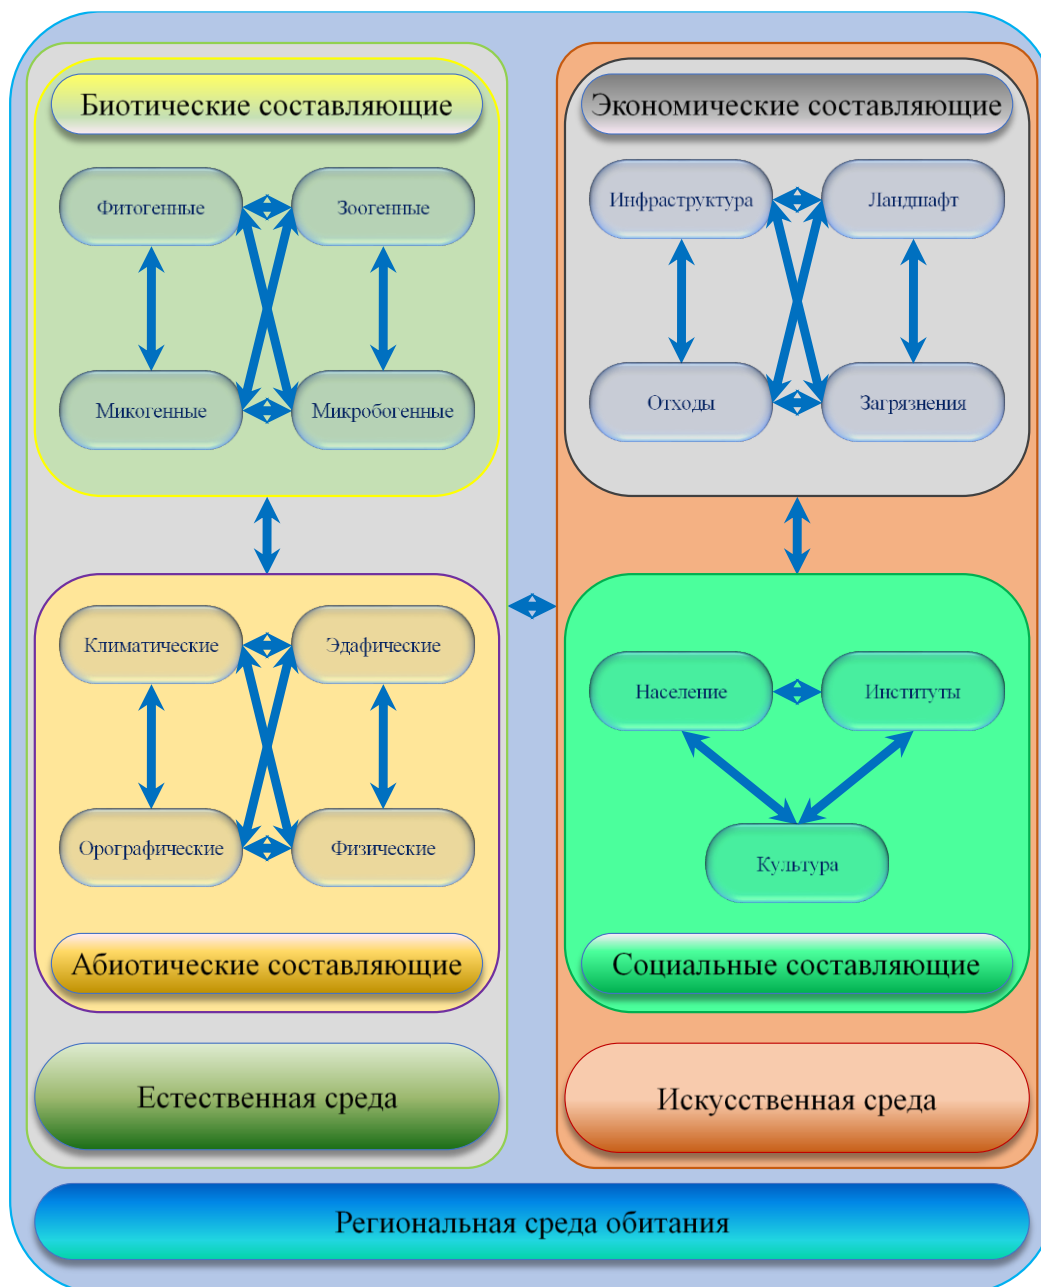 Биотические составляющие
Фитогенные
Зоогенные
Микогенные
Микробогенные
Климатические
Эдафические
Орографические
Физические
Абиотические составляющие
Естественная среда
Экономические составляющие
Инфраструктура
Ландшафт
Отходы
Загрязнения
Население
Институты
Культура
Социальные составляющие
Искусственная среда
Региональная среда обитания